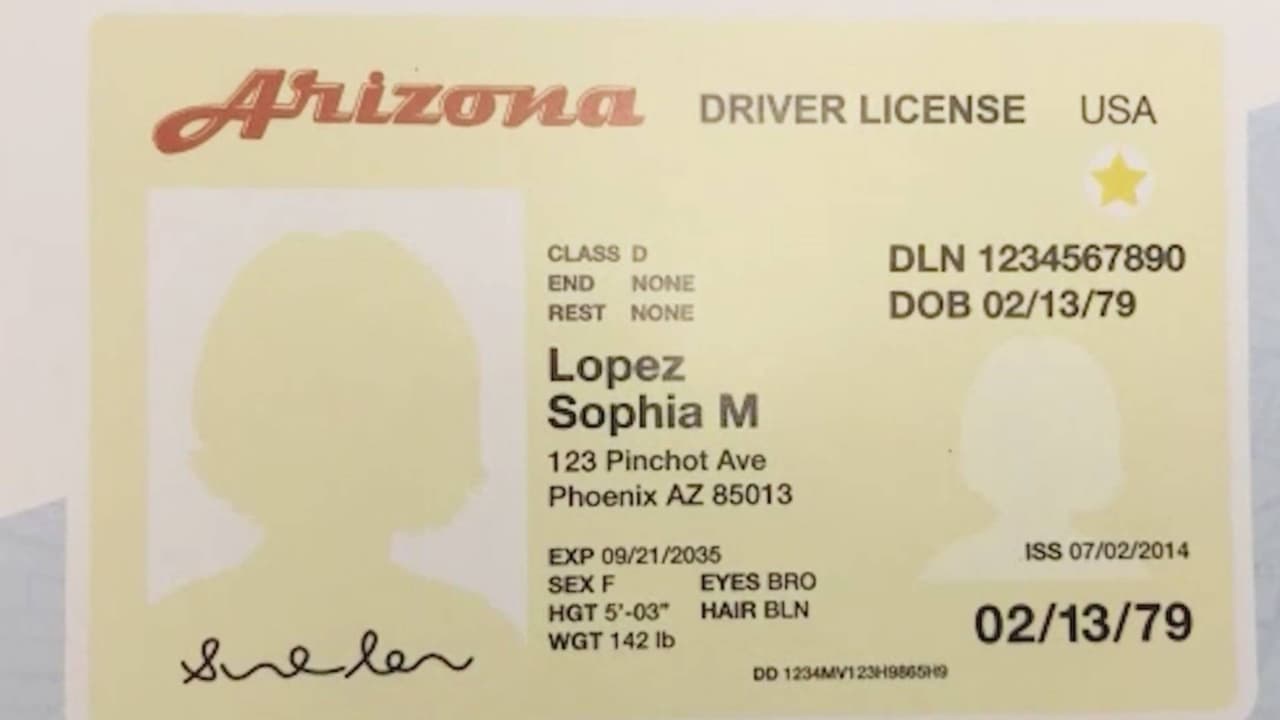 Arizona DRIVER LICENSE USA
CLASS D
END NONE
REST NONE
DLN 1234567890
DOB 02/13/79
Lopez
Sophia M
123 Pinchot Ave
Phoenix AZ 85013
EXP 09/21/2035
ISS 07/02/2014
SEX F EYES BRO
HGT 5'-03" HAIR BLN
WGT 142 lb
02/13/79
DD 1234MV123H9865H9